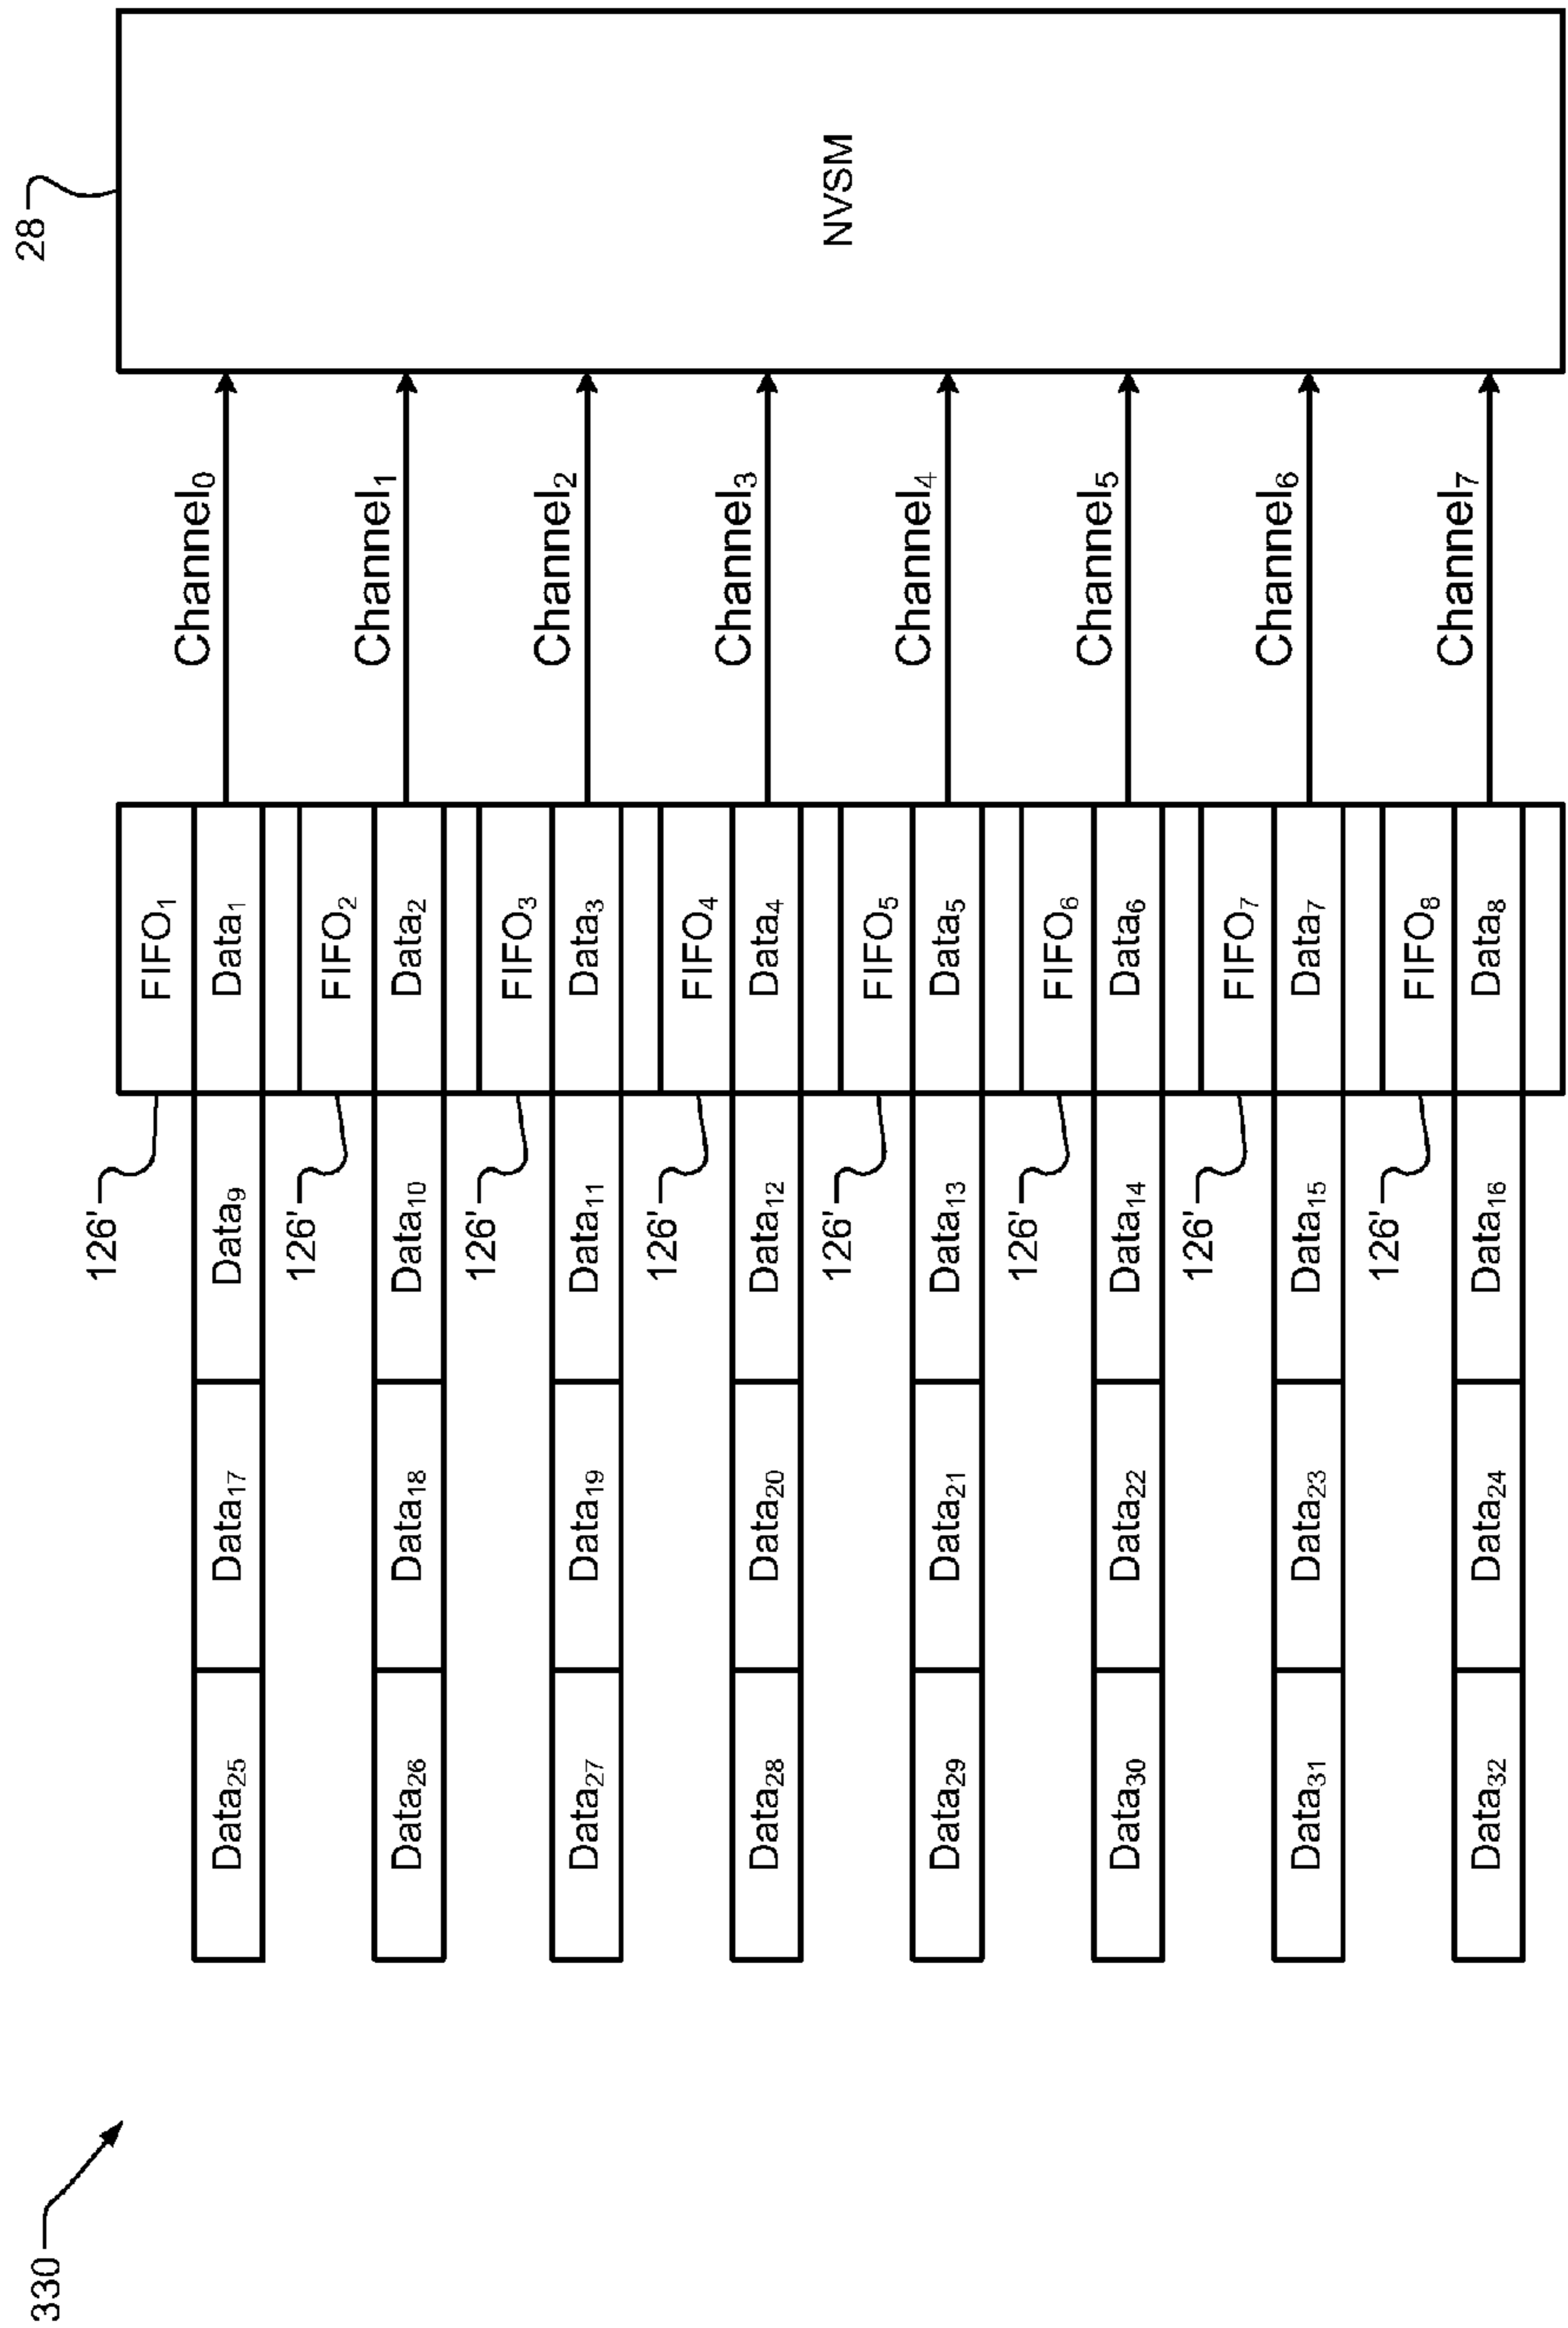 330
28
126'
FIFO₁
Channel₀
Data₂₅ Data₁₇ Data₉ Data₁
126'
FIFO₂
Channel₁
Data₂₆ Data₁₈ Data₁₀ Data₂
126'
FIFO₃
Channel₂
Data₂₇ Data₁₉ Data₁₁ Data₃
126'
FIFO₄
Channel₃
Data₂₈ Data₂₀ Data₁₂ Data₄
NVSM
126'
FIFO₅
Channel₄
Data₂₉ Data₂₁ Data₁₃ Data₅
126'
FIFO₆
Channel₅
Data₃₀ Data₂₂ Data₁₄ Data₆
126'
FIFO₇
Channel₆
Data₃₁ Data₂₃ Data₁₅ Data₇
126'
FIFO₈
Channel₇
Data₃₂ Data₂₄ Data₁₆ Data₈